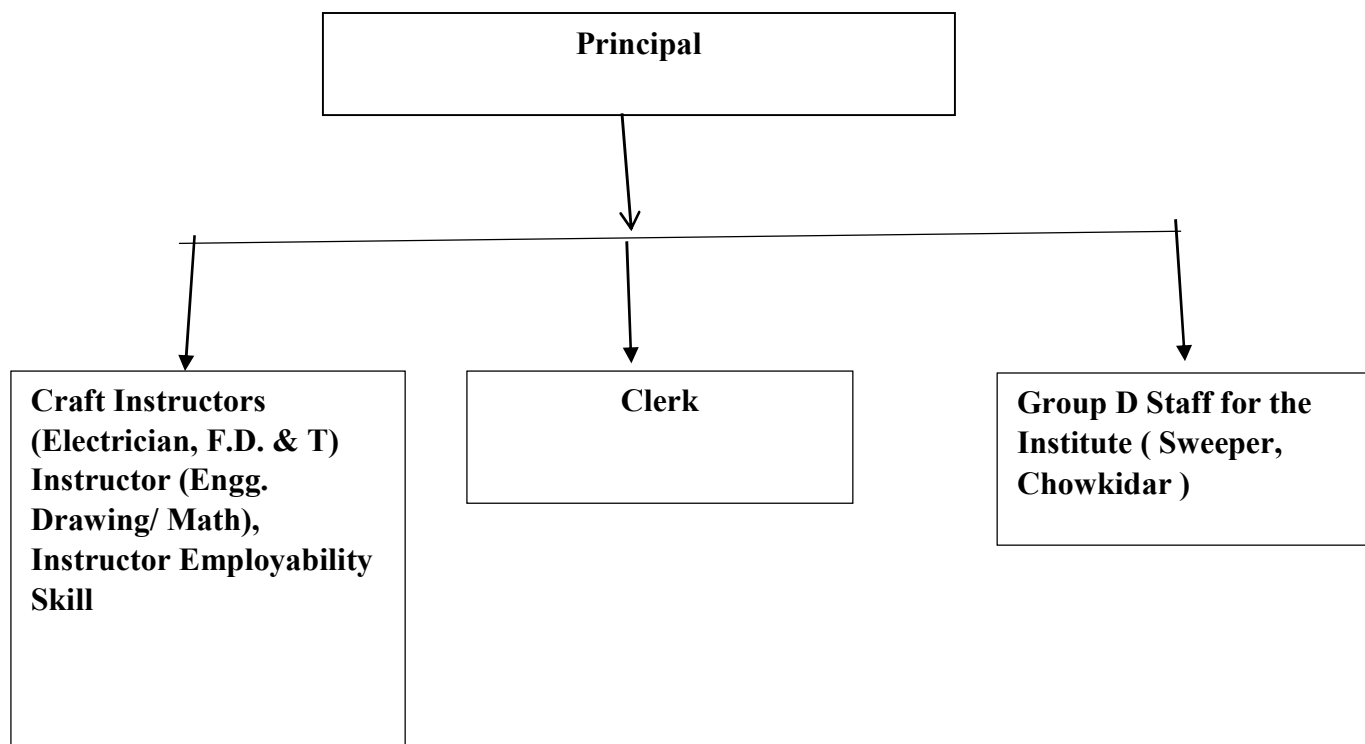 Principal
Craft Instructors
(Electrician, F.D. & T)
Instructor (Engg.
Drawing/ Math),
Instructor Employability
Skill
Clerk
Group D Staff for the
Institute ( Sweeper,
Chowkidar )